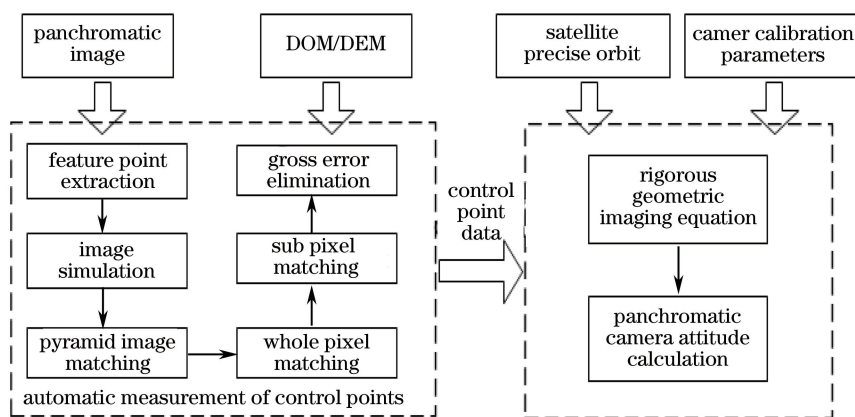 panchromatic
image
DOM/DEM
satellite
precise orbit
camer calibration
parameters
feature point
extraction
image
simulation
pyramid image
matching
whole pixel
matching
sub pixel
matching
gross error
elimination
automatic measurement of control points
control
point
data
rigorous
geometric
imaging equation
panchromatic
camera attitude
calculation